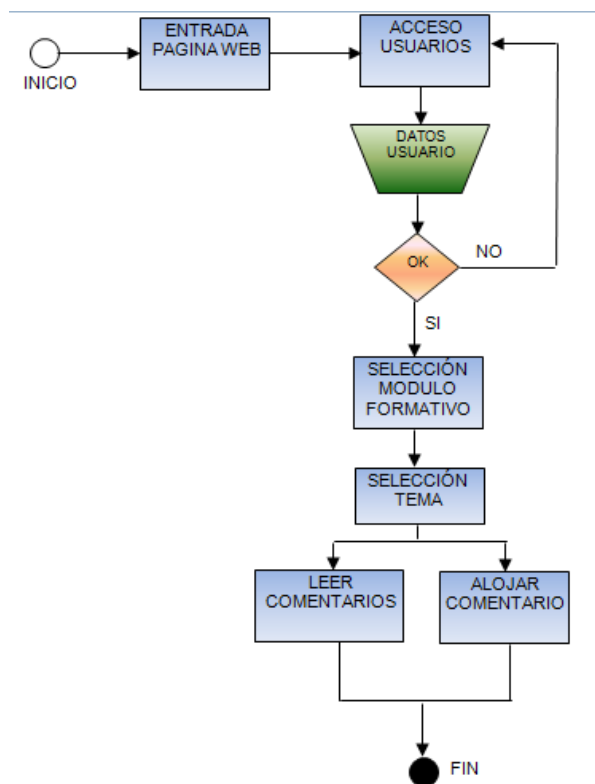 ENTRADA
PAGINA WEB
ACCESO
USUARIOS
INICIO
DATOS
USUARIO
OK
NO
SI
SELECCIÓN
MODULO
FORMATIVO
SELECCIÓN
TEMA
LEER
COMENTARIOS
ALOJAR
COMENTARIO
FIN